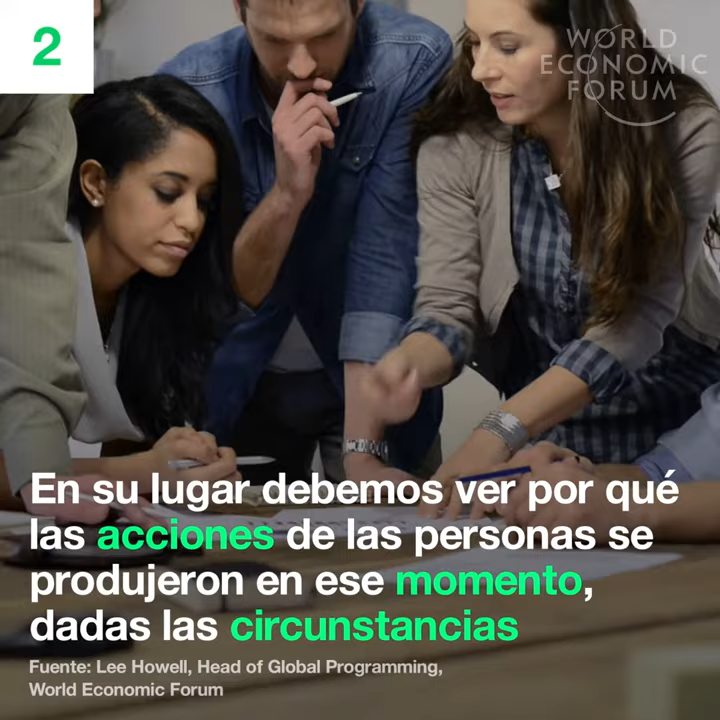 2
WORLD
ECONOMIC
FORUM
En su lugar debemos ver por qué
las acciones de las personas se
produjeron en ese momento,
dadas las circunstancias
Fuente: Lee Howell, Head of Global Programming,
World Economic Forum